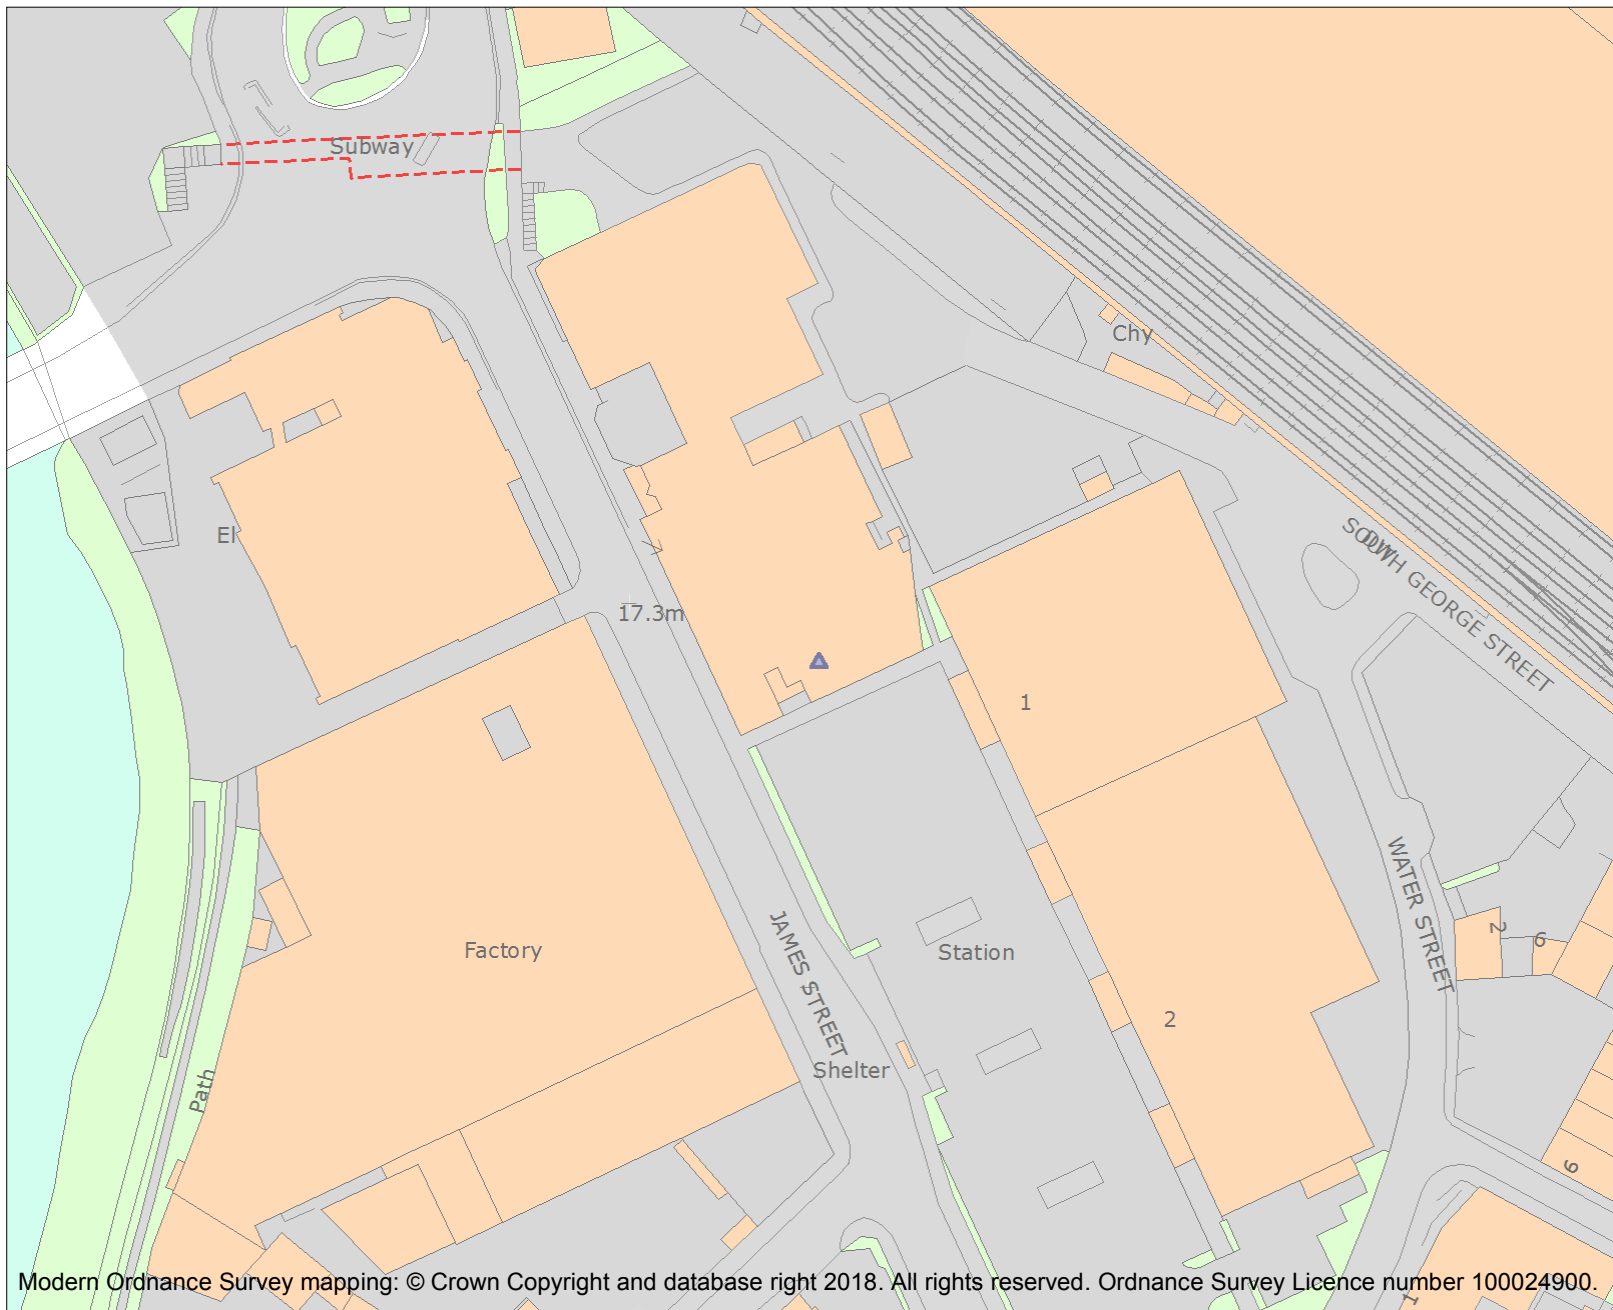 Subway
Chy
El
SOUTH GEORGE STREET
17.3m
1
WATER STREET
JAMES STREET
2
6
Factory
Station
2
Shelter
Path
6
1
Modern Ordnance Survey mapping: © Crown Copyright and database right 2018. All rights reserved. Ordnance Survey Licence number 100024900.